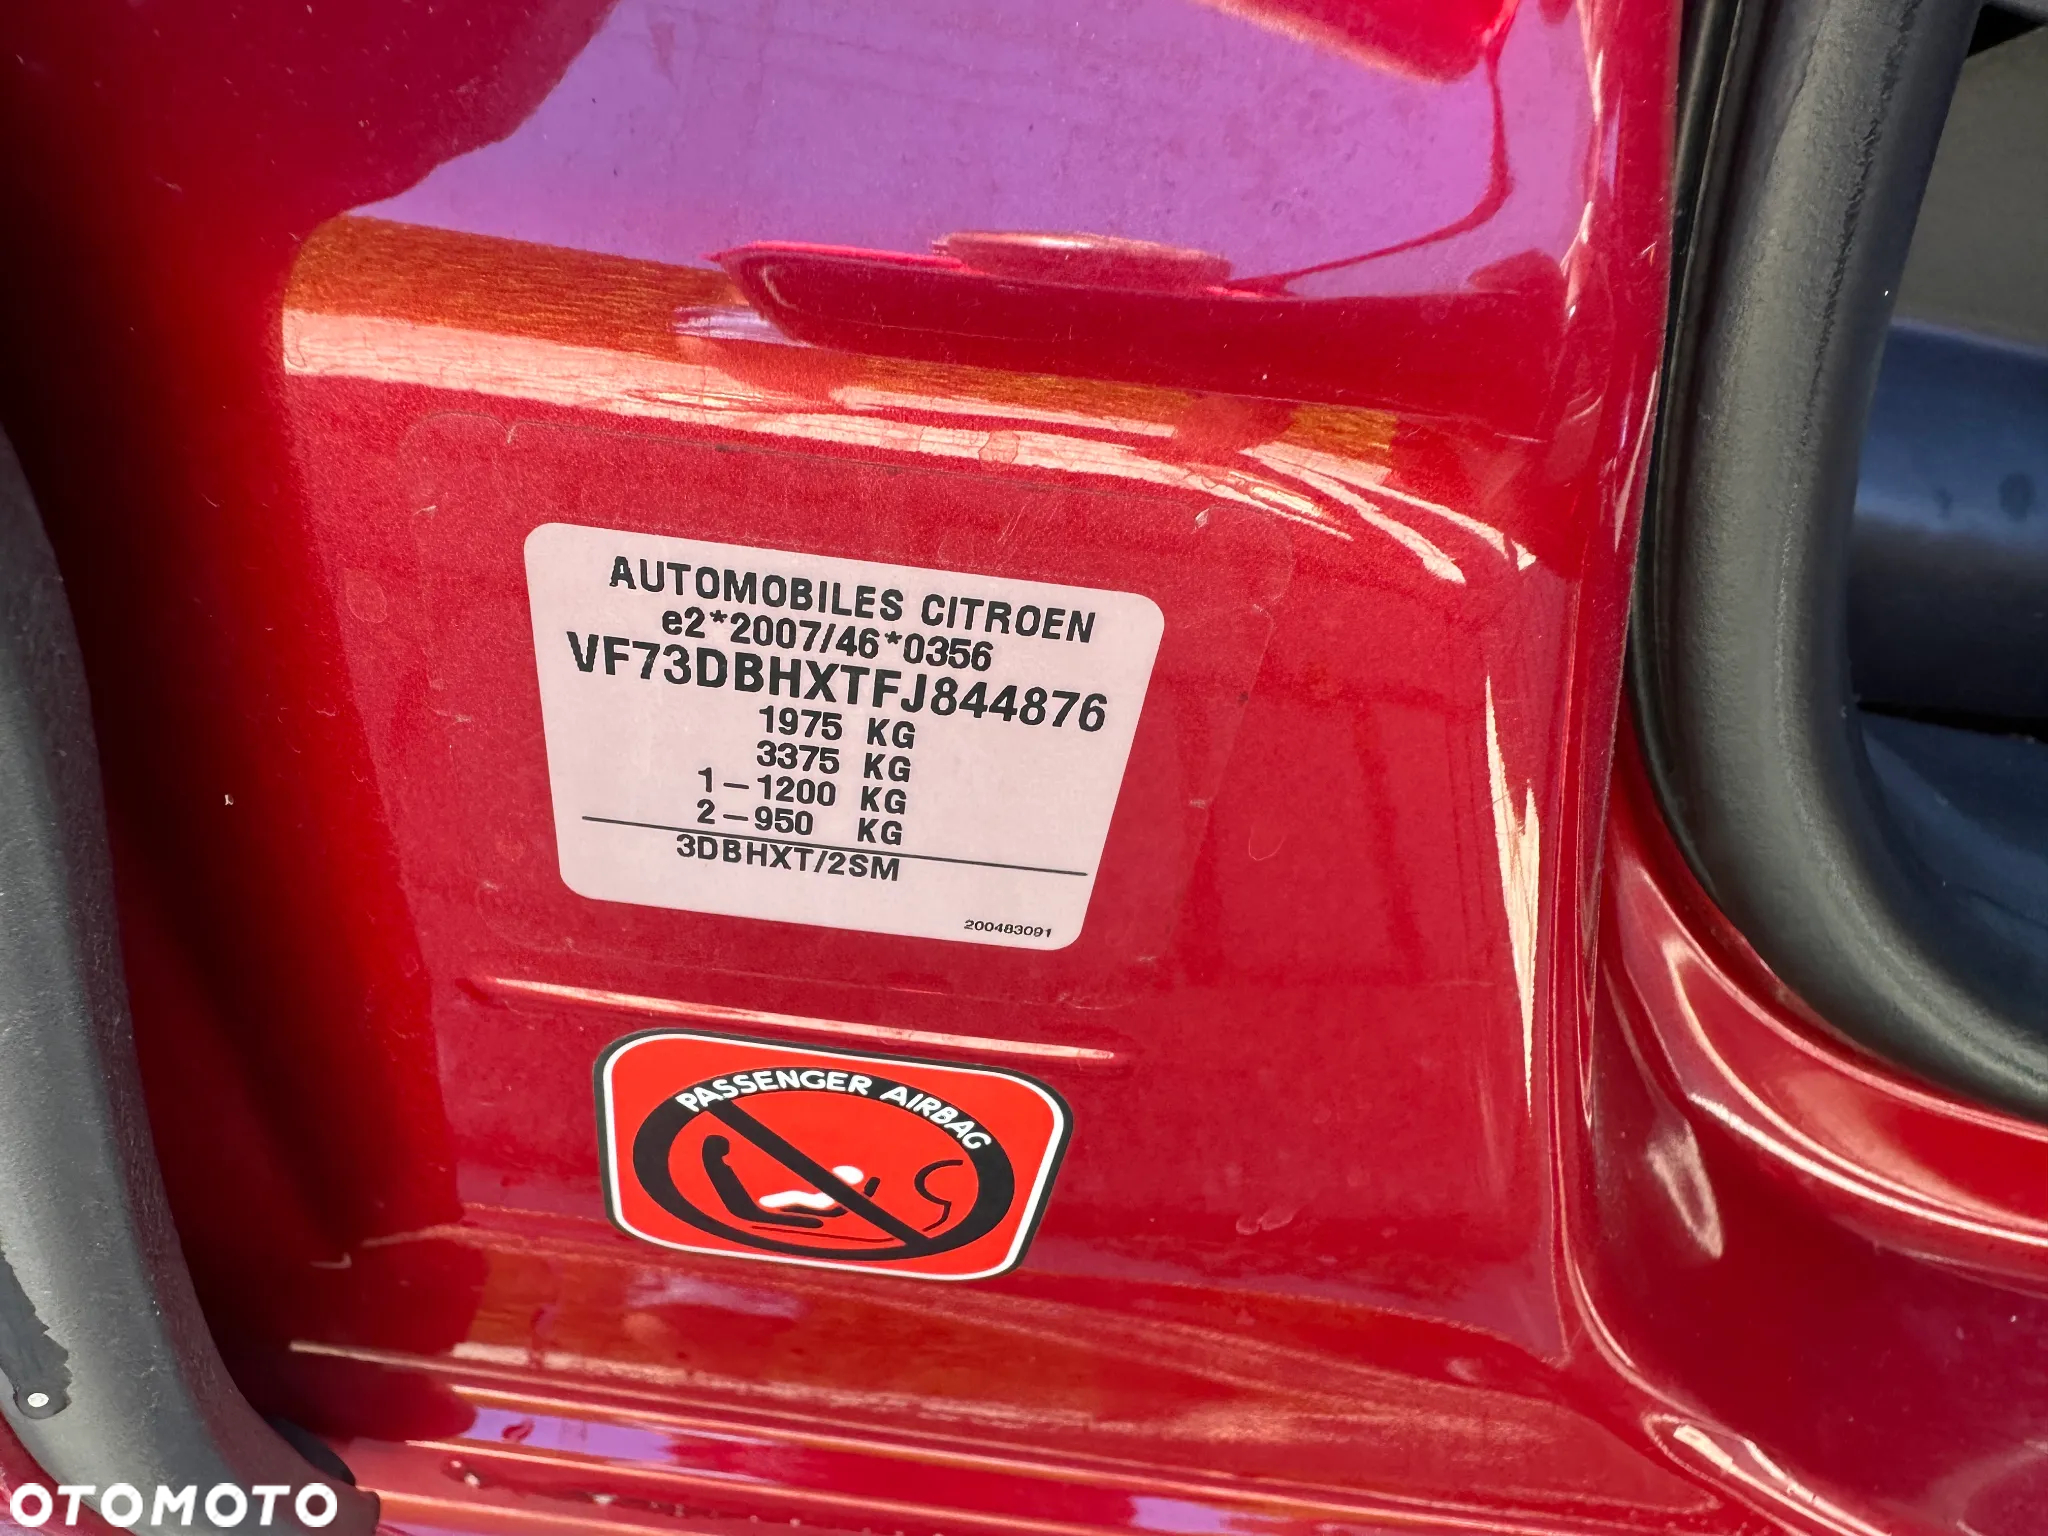 AUTOMOBILES CITROEN
e2*2007/46*0356
VF73DBHXTFJ844876
1975 KG
3375 KG
1-1200 KG
2-950 KG
3DBHXT/2SM
200483091
PASSENGER AIRBAG
OTOMOTO